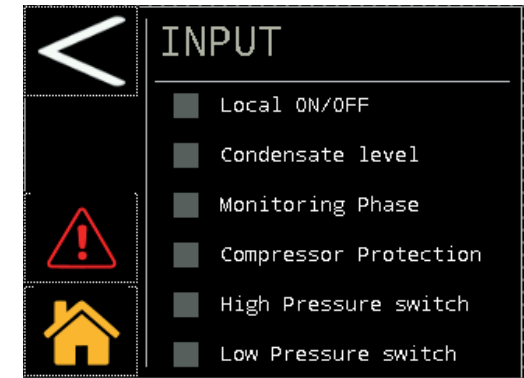 INPUT
Local ON/OFF
Condensate level
Monitoring Phase
Compressor Protection
High Pressure switch
Low Pressure switch